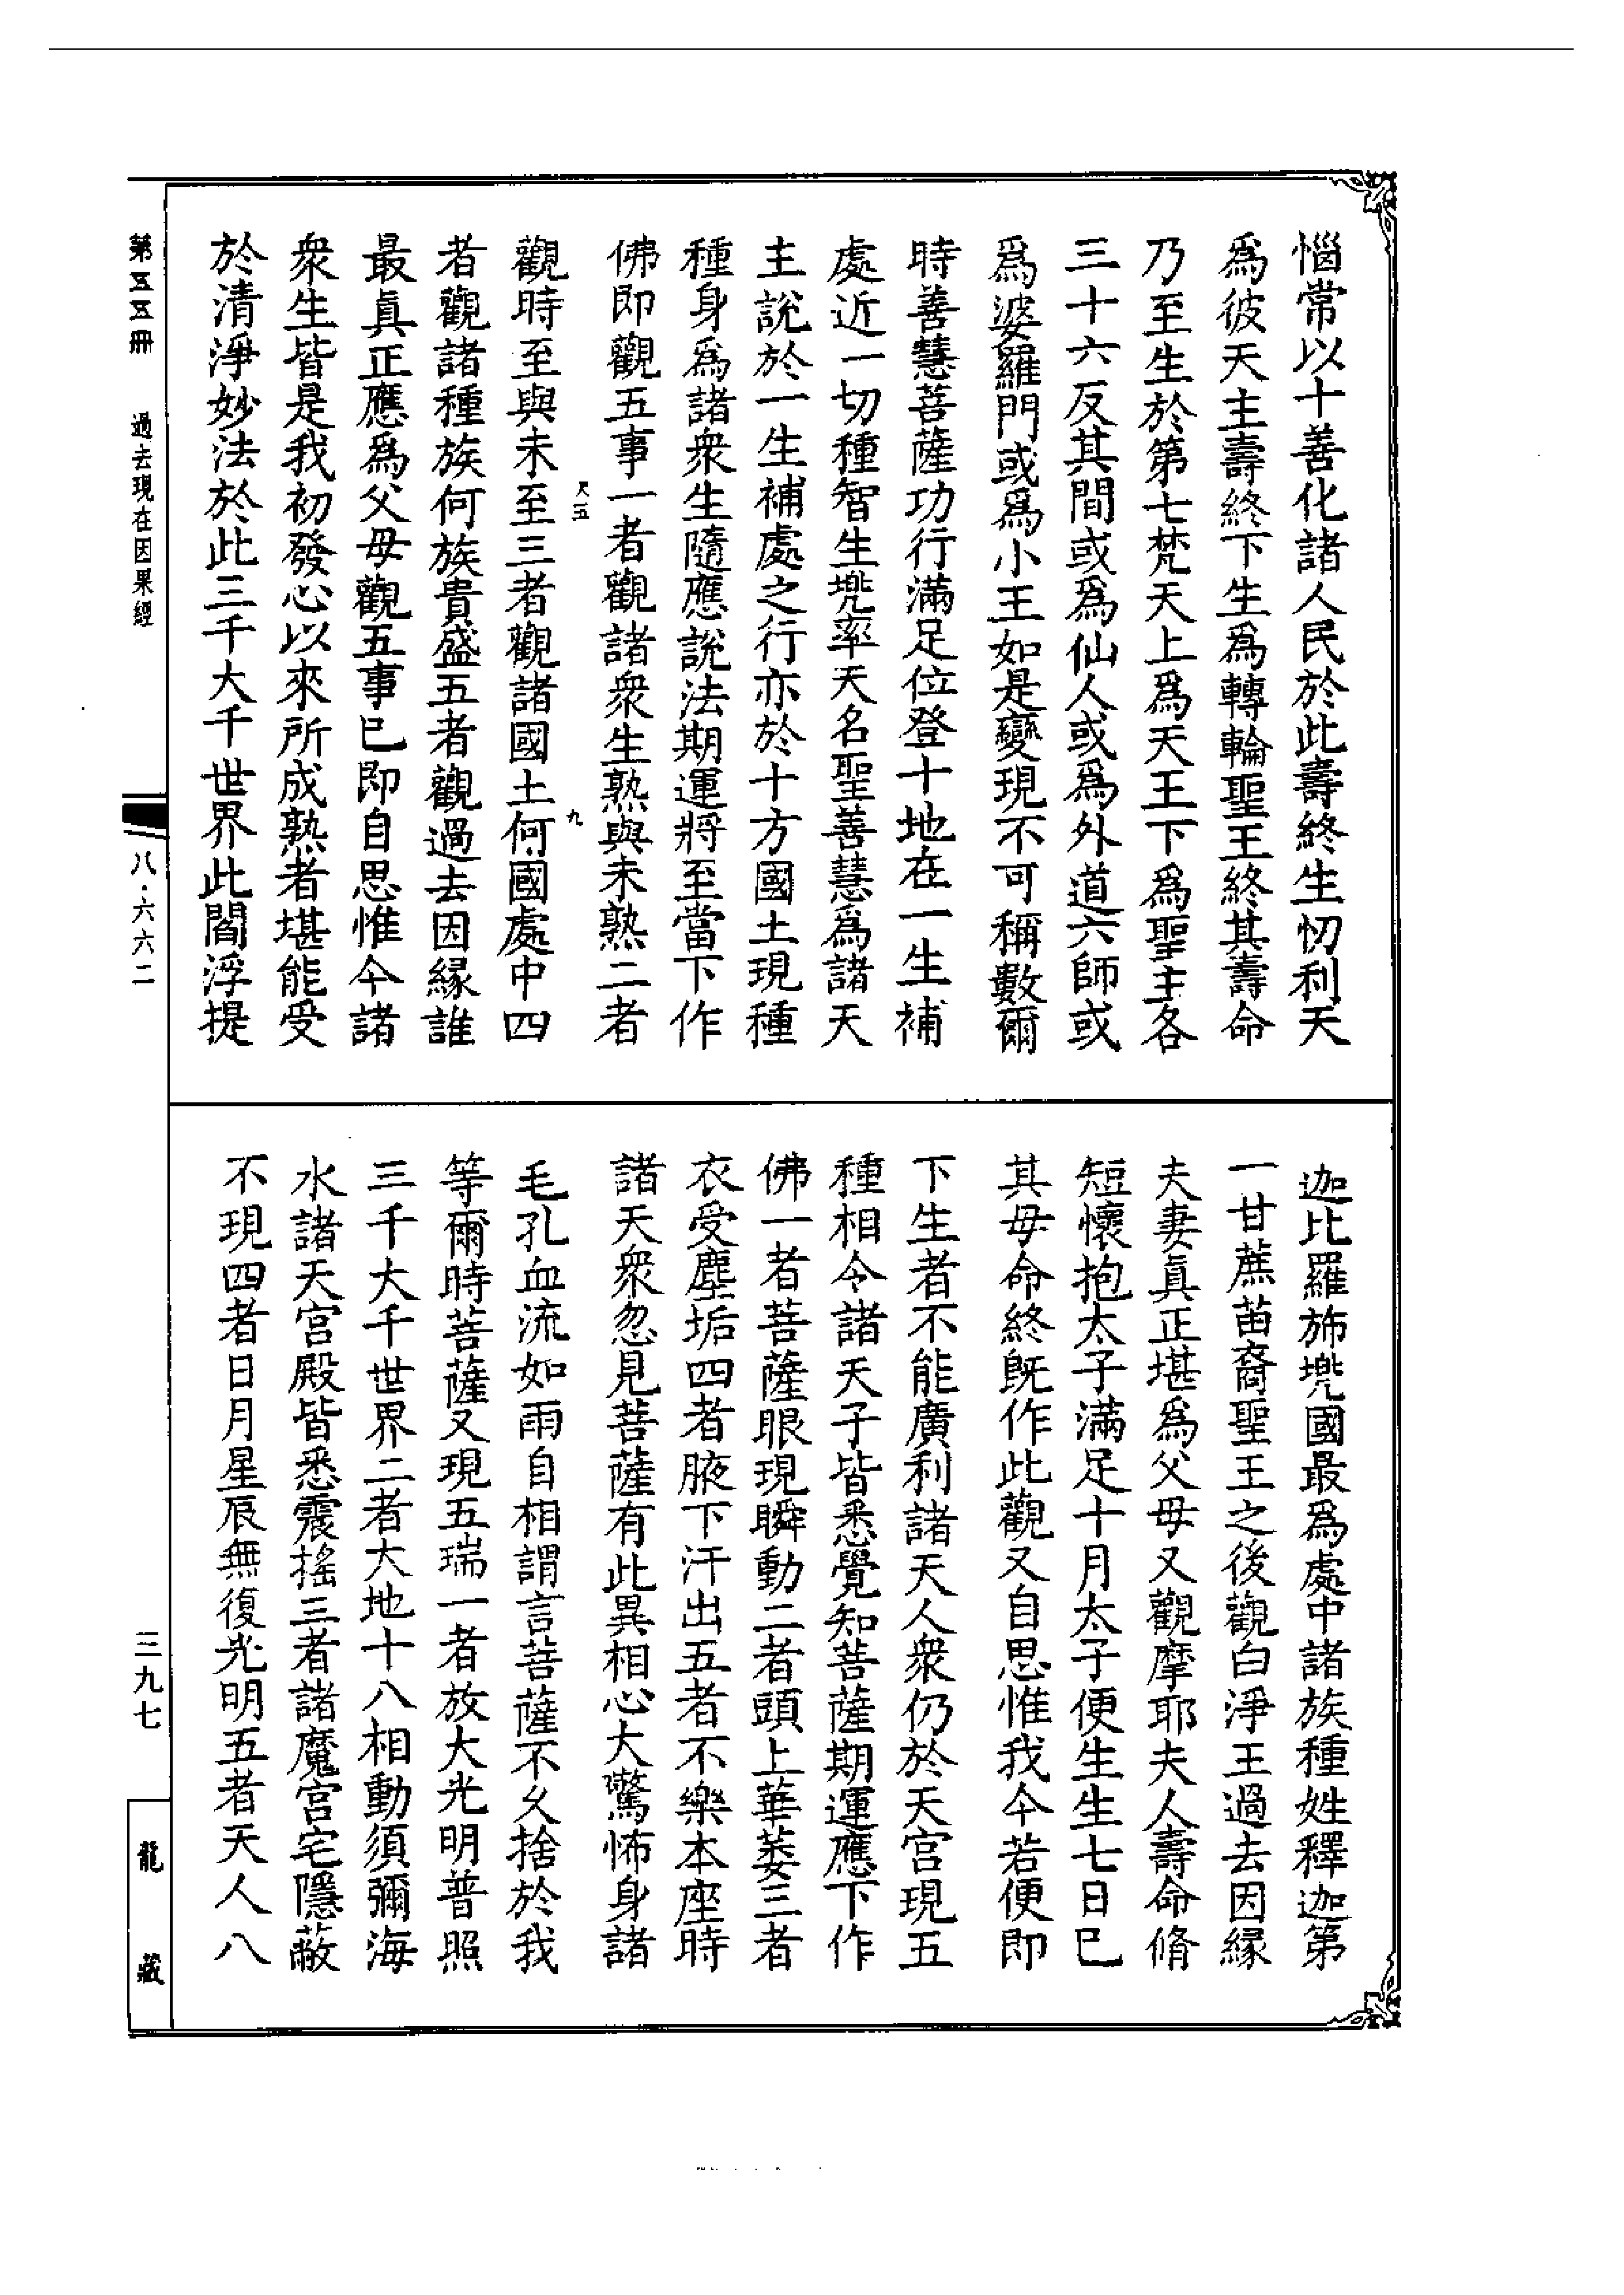 惱常以十善化諸人民於此壽終生忉利天
爲彼天主壽終下生爲轉輪聖王終其壽命
乃至生於第七梵天上爲天王下爲聖主各
三十六反其間或爲仙人或爲外道六師或
爲婆羅門或爲小王如是變現不可稱數爾
時善慧菩薩功行滿足位登十地在一生補
處近一切種智生兜率天名聖善慧爲諸天
主說於一生補處之行亦於十方國土現種
種身爲諸衆生隨應說法期運將至當下作
佛即觀五事一者觀諸衆生熟與未熟二者
尺五
九
觀時至與未至三者觀諸國土何國處中四
者觀諸種族何族貴盛五者觀過去因緣誰
最真正應爲父母觀五事已即自思惟今諸
衆生皆是我初發心以來所成熟者堪能受
於清淨妙法於此三千大千世界此閻浮提
迦比羅斾兜國最爲處中諸族種姓釋迦第
一甘蔗苗裔聖王之後觀白淨王過去因緣
夫妻真正堪爲父母又觀摩耶夫人壽命脩
短懷抱太子滿足十月太子便生生七日已
其母命終既作此觀又自思惟我今若便即
下生者不能廣利諸天人衆仍於天宮現五
種相令諸天子皆悉覺知菩薩期運應下作
佛一者菩薩眼現瞬動二者頭上華萎三者
衣受塵垢四者腋下汗出五者不樂本座時
諸天衆忽見菩薩有此異相心大驚怖身諸
毛孔血流如雨自相謂言菩薩不久捨於我
等爾時菩薩又現五瑞一者放大光明普照
三千大千世界二者大地十八相動須彌海
水諸天宮殿皆悉震搖三者諸魔宮宅隱蔽
不現四者日月星辰無復光明五者天人八
第五五冊 過去現在因果經
八·六六二
三九七
龍藏